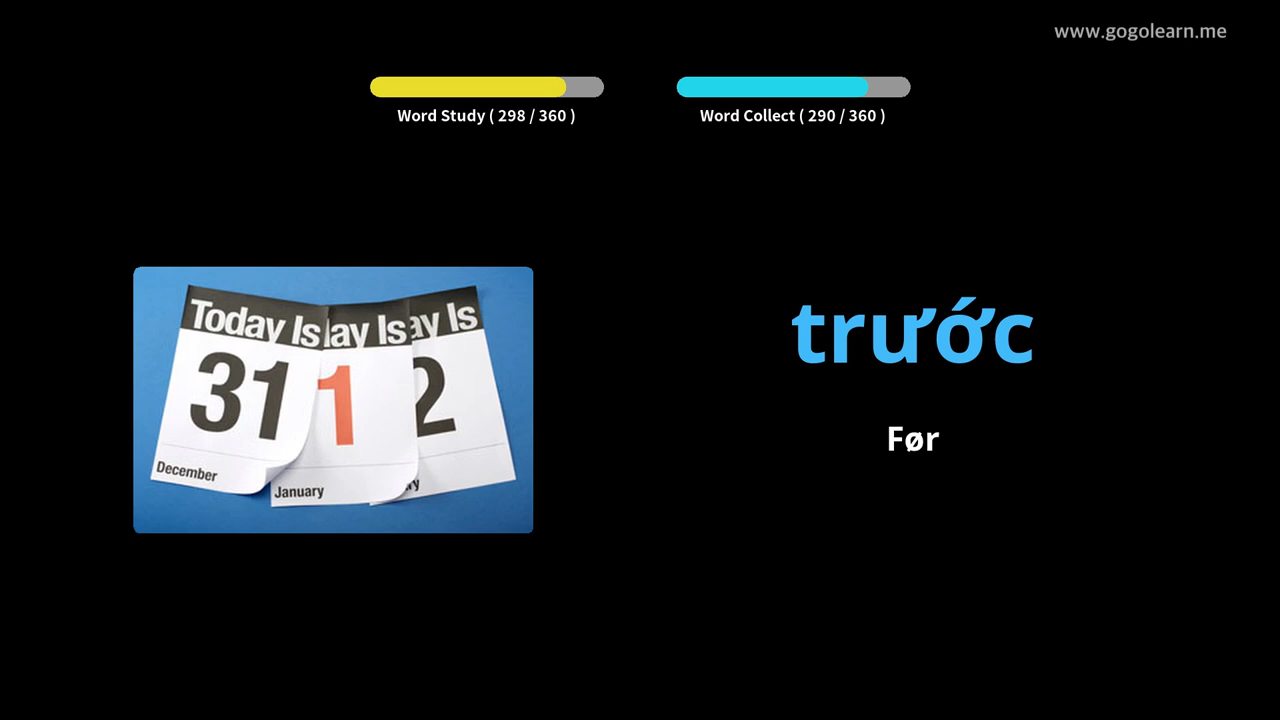 www.gogolearn.me
Word Study ( 298 / 360 )
Word Collect ( 290 / 360 )
Today Is
31
December
day Is
1
January
ay Is
2
ry
trước
Før